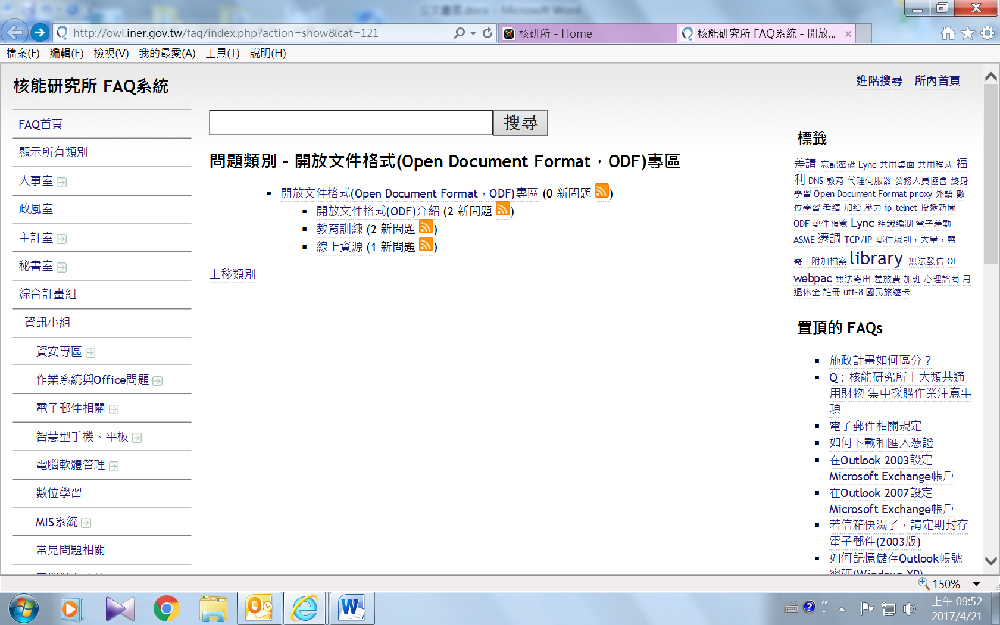 公文畫面.docx - Microsoft Word
http://owl.iner.gov.tw/faq/index.php?action=show&cat=121
核研所 - Home
核能研究所 FAQ系統 - 開放...
檔案(F) 編輯(E) 檢視(V) 我的最愛(A) 工具(T) 說明(H)
核能研究所 FAQ系統
進階搜尋 所內首頁
FAQ首頁
顯示所有類別
人事室
政風室
主計室
秘書室
綜合計畫組
資訊小組
資安專區
作業系統與Office問題
電子郵件相關
智慧型手機、平板
電腦軟體管理
數位學習
MIS系統
常見問題相關
搜尋
問題類別 - 開放文件格式(Open Document Format，ODF)專區
開放文件格式(Open Document Format，ODF)專區 (0 新問題 )
開放文件格式(ODF)介紹 (2 新問題 )
教育訓練 (2 新問題 )
線上資源 (1 新問題 )
上移類別
標籤
差請 忘記密碼 Lync 共用桌面 共用程式 福
利 DNS 教育 代理伺服器 公務人員協會 終身
學習 Open Document Format proxy 外語 數
位學習 考績 加給 壓力 ip telnet 投遞新聞
ODF 郵件預覽 Lync 組織編制 電子差勤
ASME 遷調 TCP/IP 郵件規則，大量，轉
寄，附加檔案 library 無法發信 OE
webpac 無法寄出 差旅費 加班 心理諮商 月
退休金 註冊 utf-8 國民旅遊卡
置頂的 FAQs
施政計畫如何區分？
Q：核能研究所十大類共通
用財物 集中採購作業注意事
項
電子郵件相關規定
如何下載和匯入憑證
在Outlook 2003設定
Microsoft Exchange帳戶
在Outlook 2007設定
Microsoft Exchange帳戶
若信箱快滿了，請定期封存
電子郵件(2003版)
如何記憶儲存Outlook帳號
密碼(Windows XP)
150%
上午 09:52
2017/4/21